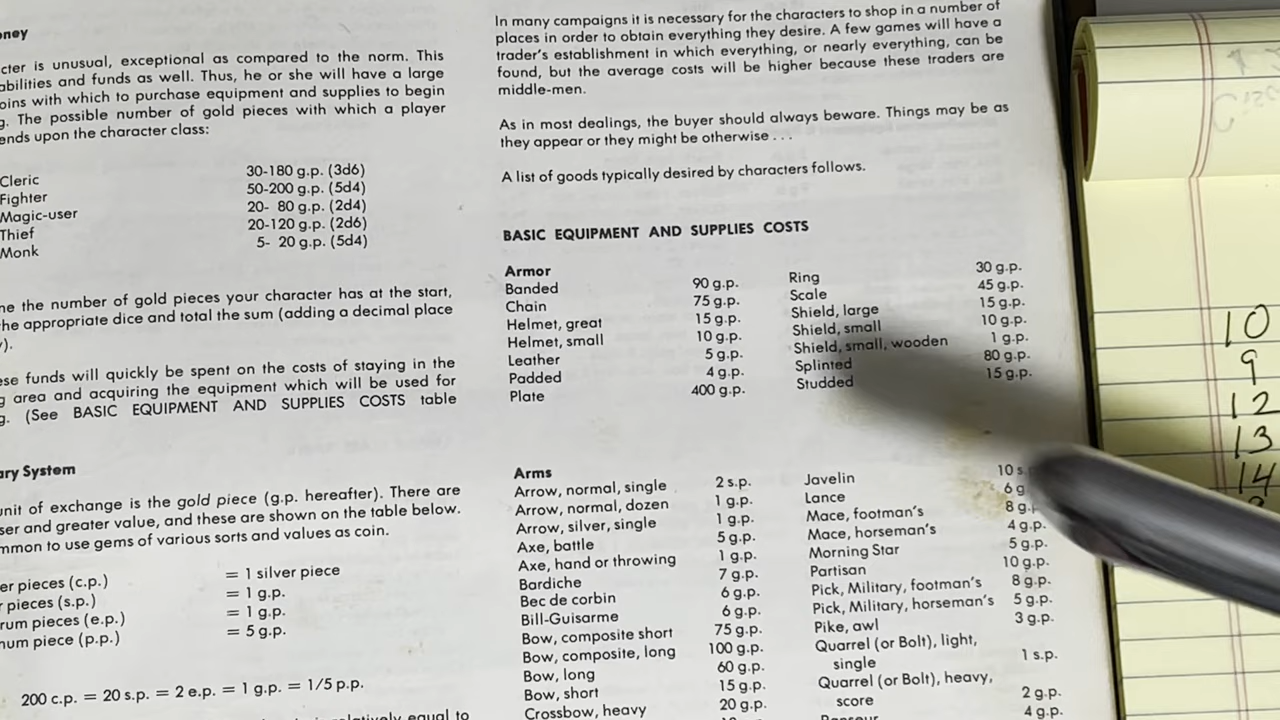 oney
cter is unusual, exceptional as compared to the norm. This
abilities and funds as well. Thus, he or she will have a large
oins with which to purchase equipment and supplies to begin
g. The possible number of gold pieces with which a player
ends upon the character class:
Cleric 30-180 g.p. (3d6)
Fighter 50-200 g.p. (5d4)
Magic-user 20- 80 g.p. (2d4)
Thief 20-120 g.p. (2d6)
Monk 5- 20 g.p. (5d4)
ne the number of gold pieces your character has at the start,
he appropriate dice and total the sum (adding a decimal place
).
ese funds will quickly be spent on the costs of staying in the
g area and acquiring the equipment which will be used for
g. (See BASIC EQUIPMENT AND SUPPLIES COSTS table
ary System
unit of exchange is the gold piece (g.p. hereafter). There are
ser and greater value, and these are shown on the table below.
mmon to use gems of various sorts and values as coin.
er pieces (c.p.) = 1 silver piece
r pieces (s.p.) = 1 g.p.
rum pieces (e.p.) = 1 g.p.
num piece (p.p.) = 5 g.p.
200 c.p. = 20 s.p. = 2 e.p. = 1 g.p. = 1/5 p.p.
relatively equal to
In many campaigns it is necessary for the characters to shop in a number of
places in order to obtain everything they desire. A few games will have a
trader's establishment in which everything, or nearly everything, can be
found, but the average costs will be higher because these traders are
middle-men.
As in most dealings, the buyer should always beware. Things may be as
they appear or they might be otherwise . . .
A list of goods typically desired by characters follows.
BASIC EQUIPMENT AND SUPPLIES COSTS
Armor
Banded 90 g.p.
Chain 75 g.p.
Helmet, great 15 g.p.
Helmet, small 10 g.p.
Leather 5 g.p.
Padded 4 g.p.
Plate 400 g.p.
Ring 30 g.p.
Scale 45 g.p.
Shield, large 15 g.p.
Shield, small 10 g.p.
Shield, small, wooden 1 g.p.
Splinted 80 g.p.
Studded 15 g.p.
Arms
Arrow, normal, single 2 s.p.
Arrow, normal, dozen 1 g.p.
Arrow, silver, single 1 g.p.
Axe, battle 5 g.p.
Axe, hand or throwing 1 g.p.
Bardiche 7 g.p.
Bec de corbin 6 g.p.
Bill-Guisarme 6 g.p.
Bow, composite short 75 g.p.
Bow, composite, long 100 g.p.
Bow, long 60 g.p.
Bow, short 15 g.p.
Crossbow, heavy 20 g.p.
Javelin 10 s.
Lance 6 g
Mace, footman's 8 g.p
Mace, horseman's 4 g.p.
Morning Star 5 g.p.
Partisan 10 g.p.
Pick, Military, footman's 8 g.p.
Pick, Military, horseman's 5 g.p.
Pike, awl 3 g.p.
Quarrel (or Bolt), light,
single 1 s.p.
Quarrel (or Bolt), heavy,
score 2 g.p.
4 g.p.
10
9
12
13
14